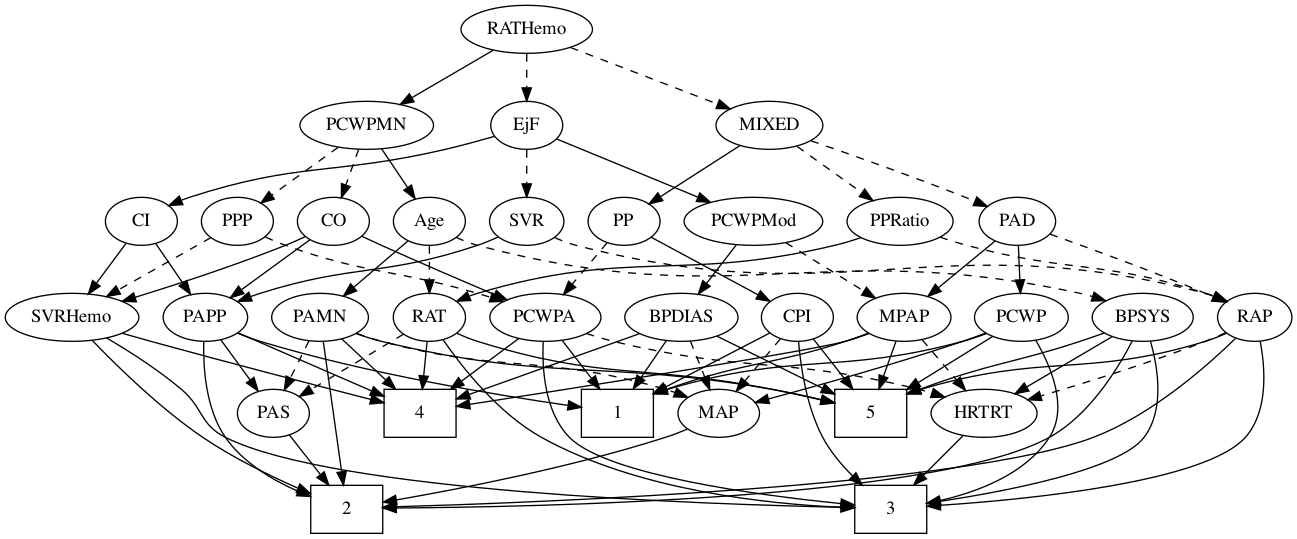 RATHemo
PCWPMN
EjF
MIXED
CI
PPP
CO
Age
SVR
PP
PCWPMod
PPRatio
PAD
SVRHemo
PAPP
PAMN
RAT
PCWPA
BPDIAS
CPI
MPAP
PCWP
BPSYS
RAP
PAS
4
1
MAP
5
HRTRT
2
3